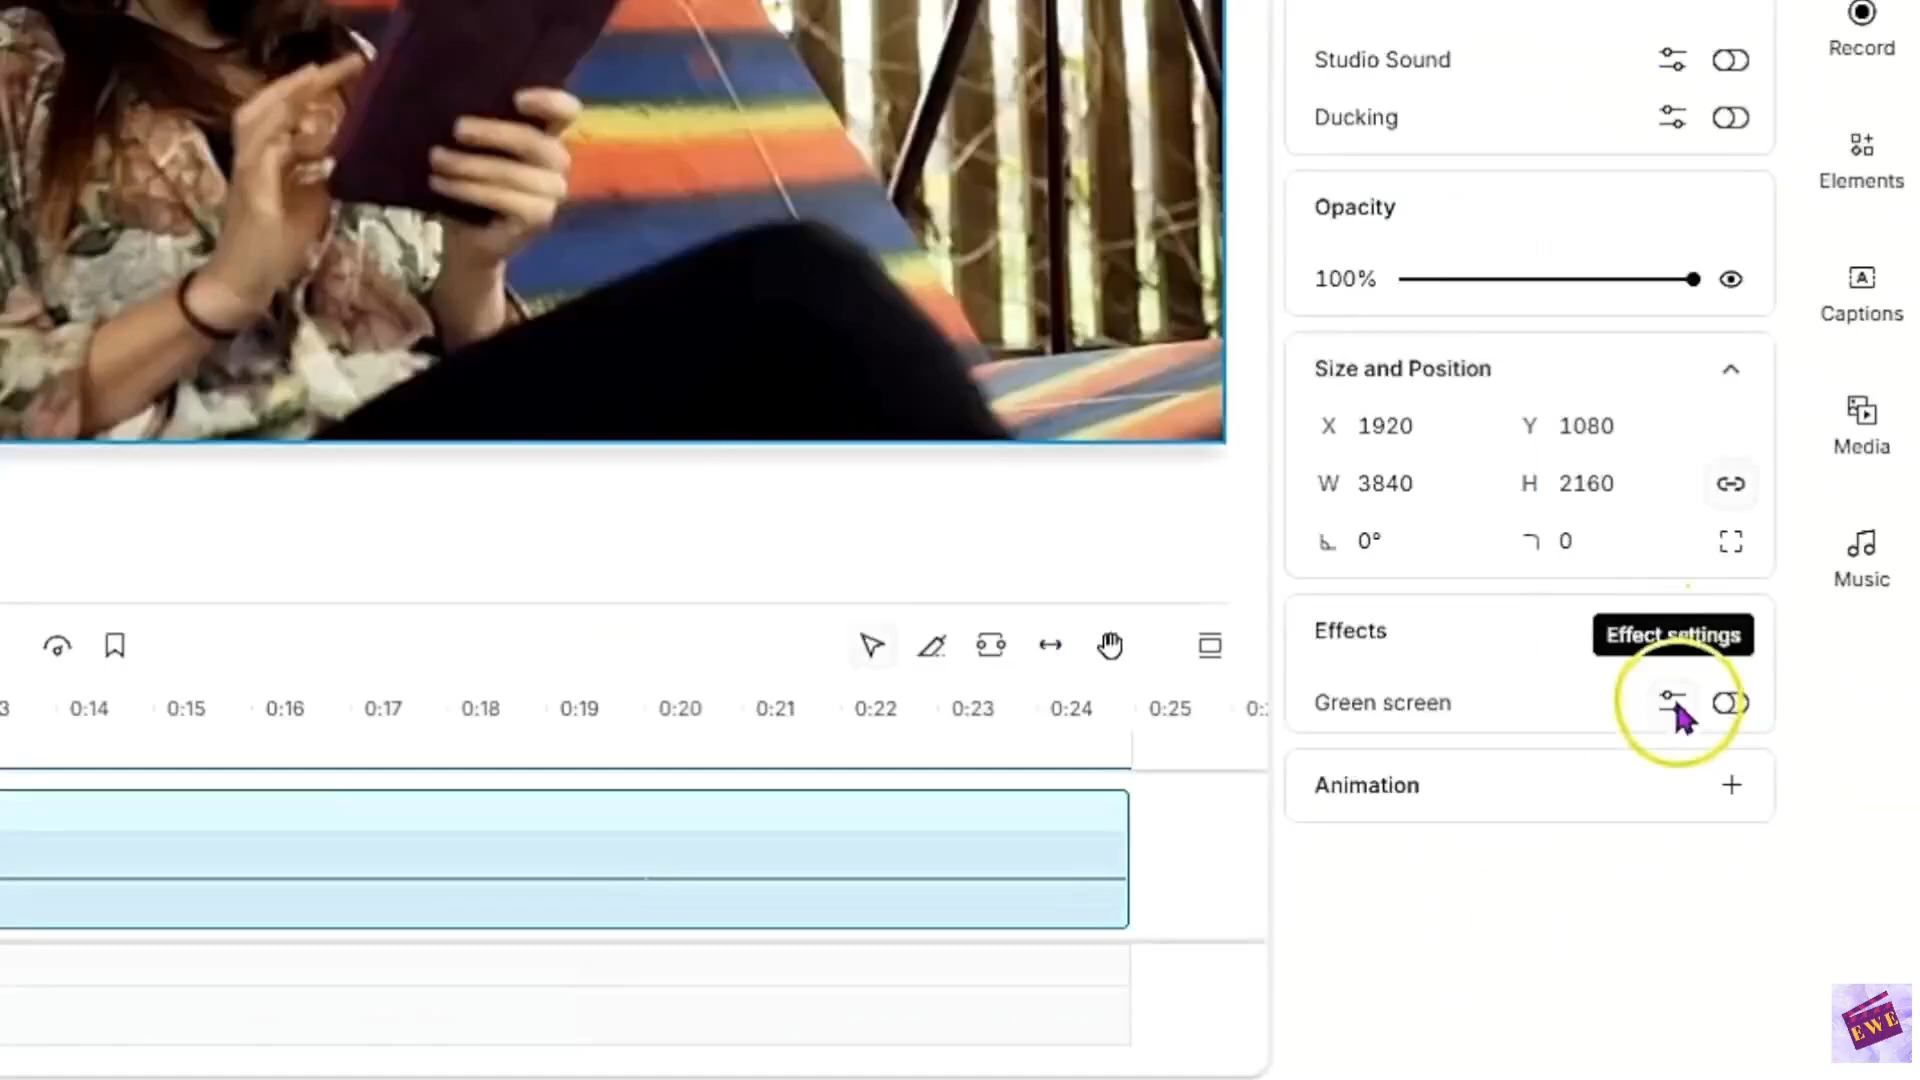 Studio Sound
Ducking
Opacity
100%
Size and Position
X 1920 Y 1080
W 3840 H 2160
0° 0
Effects
Effect settings
Green screen
Animation
Record
Elements
Captions
A
Media
Music
3 0:14 0:15 0:16 0:17 0:18 0:19 0:20 0:21 0:22 0:23 0:24 0:25 0:
EWE